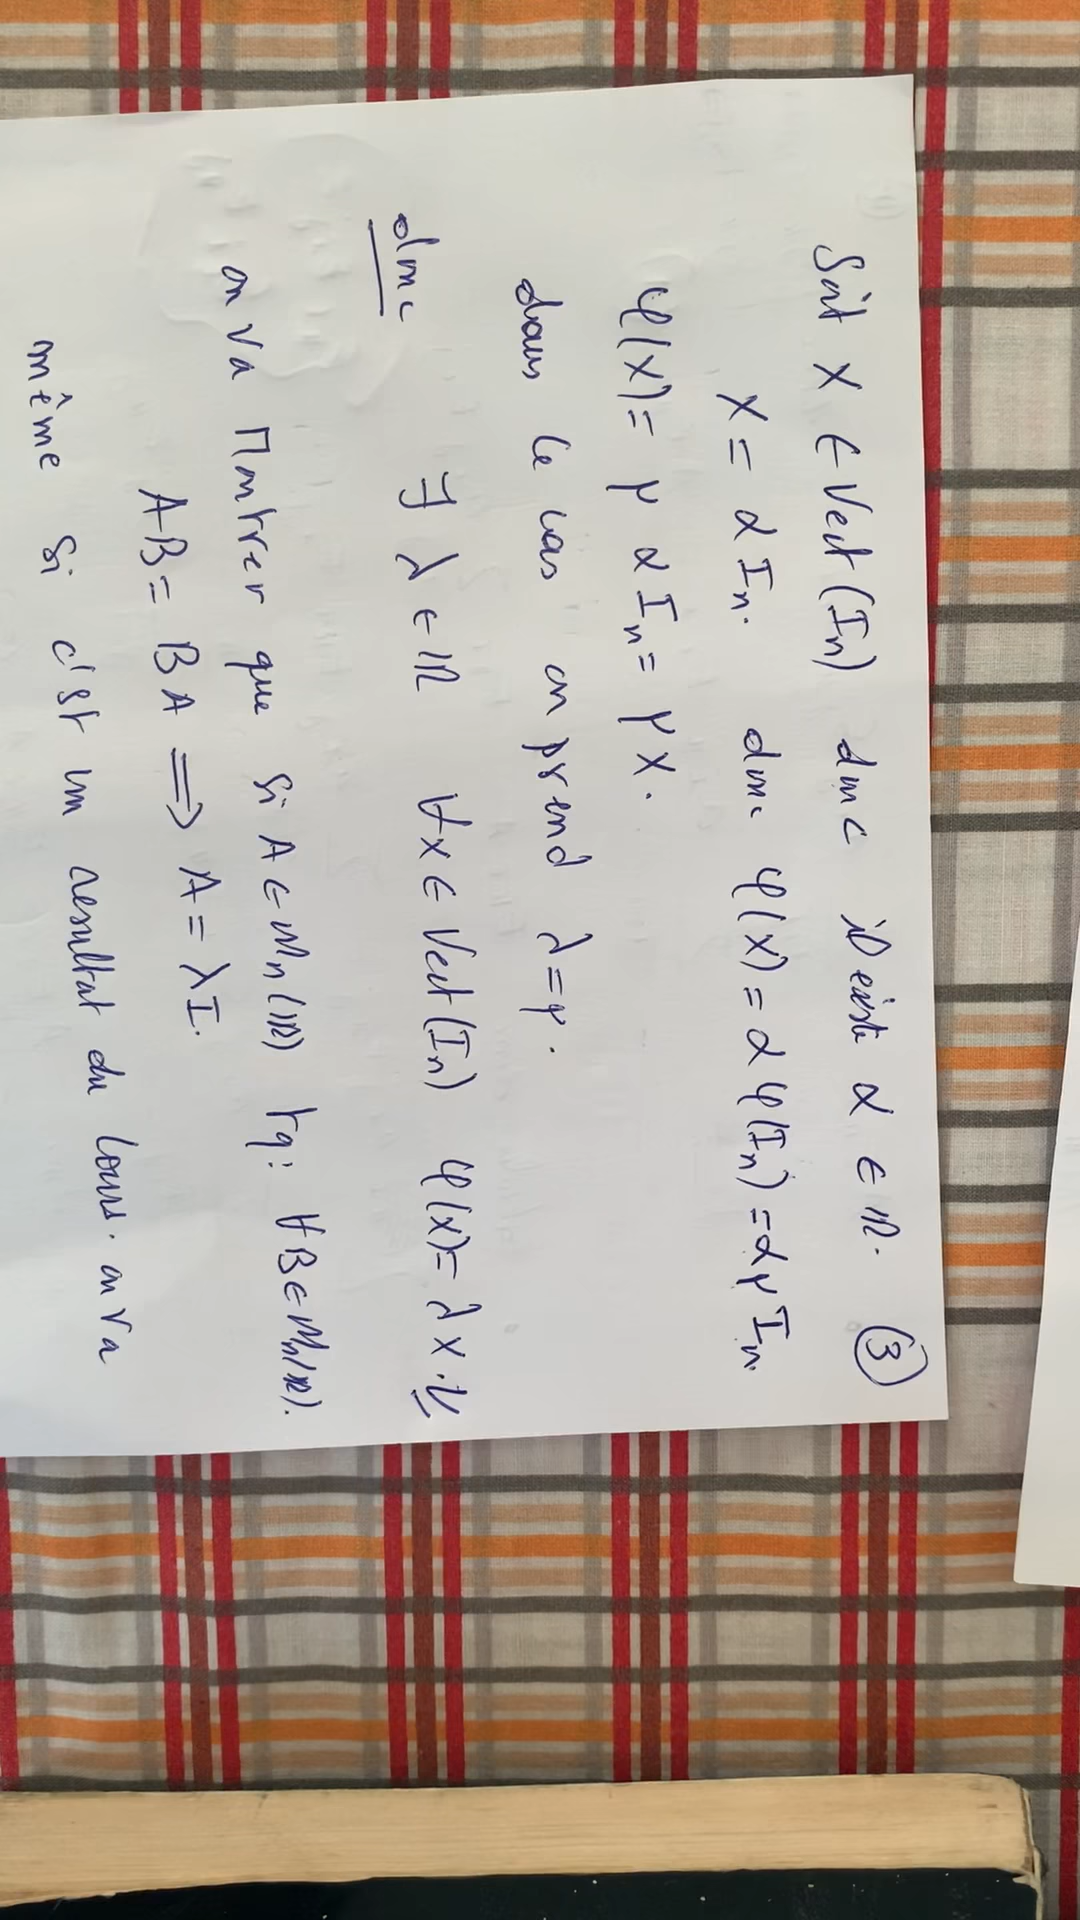 ③
Soit X ∈ Vect(In) donc il existe α ∈ ℝ.
X = α In. donc φ(X) = α φ(In) = α μ In
φ(X) = μ α In = μ X.
dans ce cas on prend λ = μ.
donc ∃ λ ∈ ℝ ∀X ∈ Vect(In) φ(X) = λ X.
on va Montrer que si A ∈ Mn(ℝ) tq: ∀B ∈ Mn(ℝ).
AB = BA ⟹ A = λI.
même si c'est un resultat du cours. on va